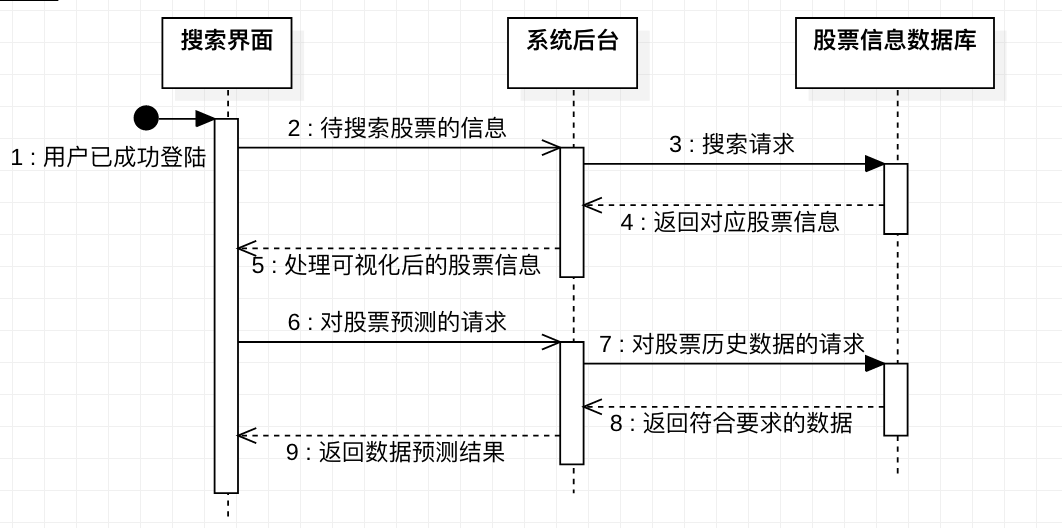 搜索界面
系统后台
股票信息数据库
1 : 用户已成功登陆
2 : 待搜索股票的信息
3 : 搜索请求
4 : 返回对应股票信息
5 : 处理可视化后的股票信息
6 : 对股票预测的请求
7 : 对股票历史数据的请求
8 : 返回符合要求的数据
9 : 返回数据预测结果